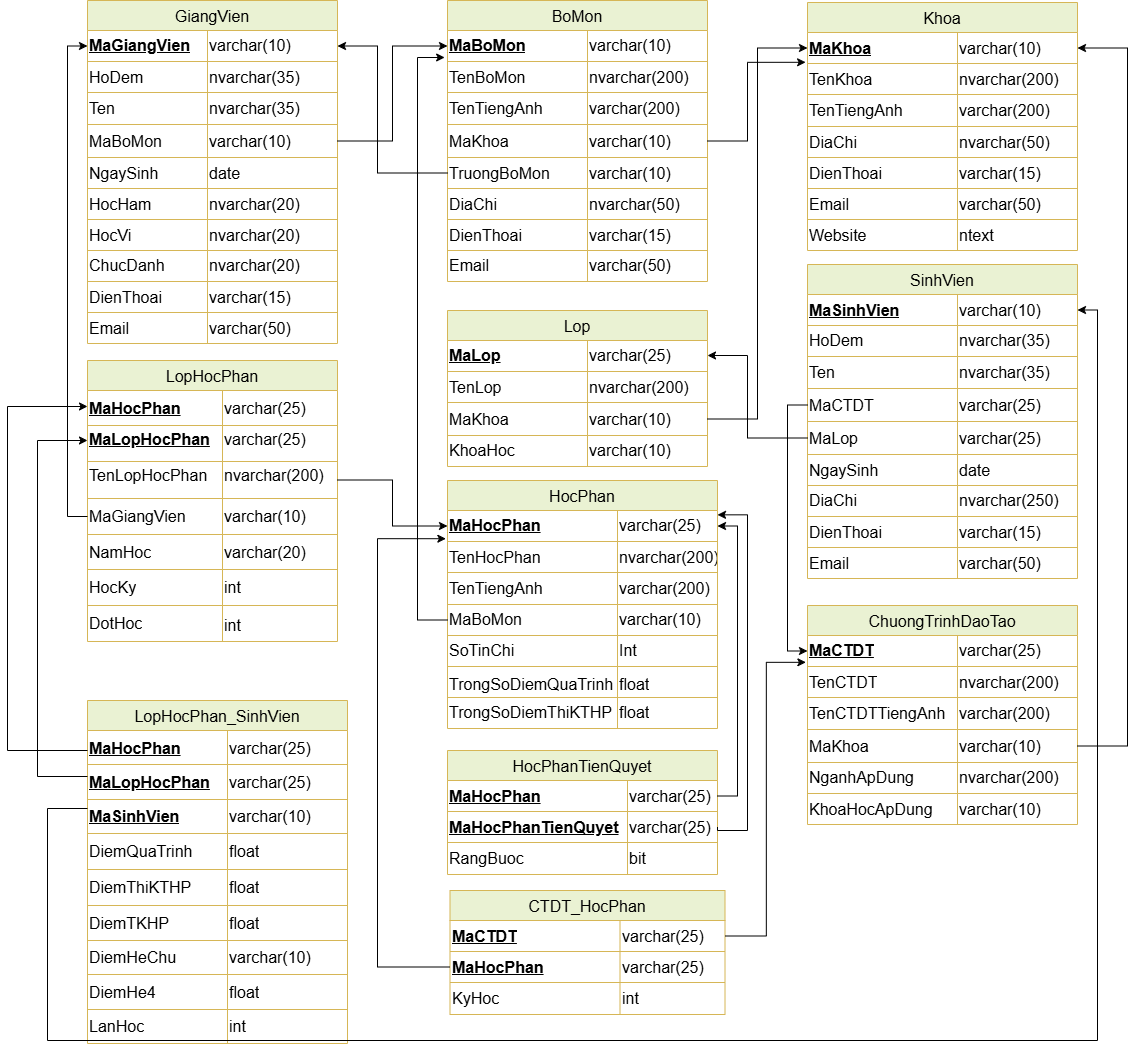 GiangVien
MaGiangVien varchar(10)
HoDem nvarchar(35)
Ten nvarchar(35)
MaBoMon varchar(10)
NgaySinh date
HocHam nvarchar(20)
HocVi nvarchar(20)
ChucDanh nvarchar(20)
DienThoai varchar(15)
Email varchar(50)
LopHocPhan
MaHocPhan varchar(25)
MaLopHocPhan varchar(25)
TenLopHocPhan nvarchar(200)
MaGiangVien varchar(10)
NamHoc varchar(20)
HocKy int
DotHoc int
LopHocPhan_SinhVien
MaHocPhan varchar(25)
MaLopHocPhan varchar(25)
MaSinhVien varchar(10)
DiemQuaTrinh float
DiemThiKTHP float
DiemTKHP float
DiemHeChu varchar(10)
DiemHe4 float
LanHoc int
BoMon
MaBoMon varchar(10)
TenBoMon nvarchar(200)
TenTiengAnh varchar(200)
MaKhoa varchar(10)
TruongBoMon varchar(10)
DiaChi nvarchar(50)
DienThoai varchar(15)
Email varchar(50)
Lop
MaLop varchar(25)
TenLop nvarchar(200)
MaKhoa varchar(10)
KhoaHoc varchar(10)
HocPhan
MaHocPhan varchar(25)
TenHocPhan nvarchar(200)
TenTiengAnh varchar(200)
MaBoMon varchar(10)
SoTinChi Int
TrongSoDiemQuaTrinh float
TrongSoDiemThiKTHP float
HocPhanTienQuyet
MaHocPhan varchar(25)
MaHocPhanTienQuyet varchar(25)
RangBuoc bit
CTDT_HocPhan
MaCTDT varchar(25)
MaHocPhan varchar(25)
KyHoc int
Khoa
MaKhoa varchar(10)
TenKhoa nvarchar(200)
TenTiengAnh varchar(200)
DiaChi nvarchar(50)
DienThoai varchar(15)
Email varchar(50)
Website ntext
SinhVien
MaSinhVien varchar(10)
HoDem nvarchar(35)
Ten nvarchar(35)
MaCTDT varchar(25)
MaLop varchar(25)
NgaySinh date
DiaChi nvarchar(250)
DienThoai varchar(15)
Email varchar(50)
ChuongTrinhDaoTao
MaCTDT varchar(25)
TenCTDT nvarchar(200)
TenCTDTTiengAnh varchar(200)
MaKhoa varchar(10)
NganhApDung nvarchar(200)
KhoaHocApDung varchar(10)